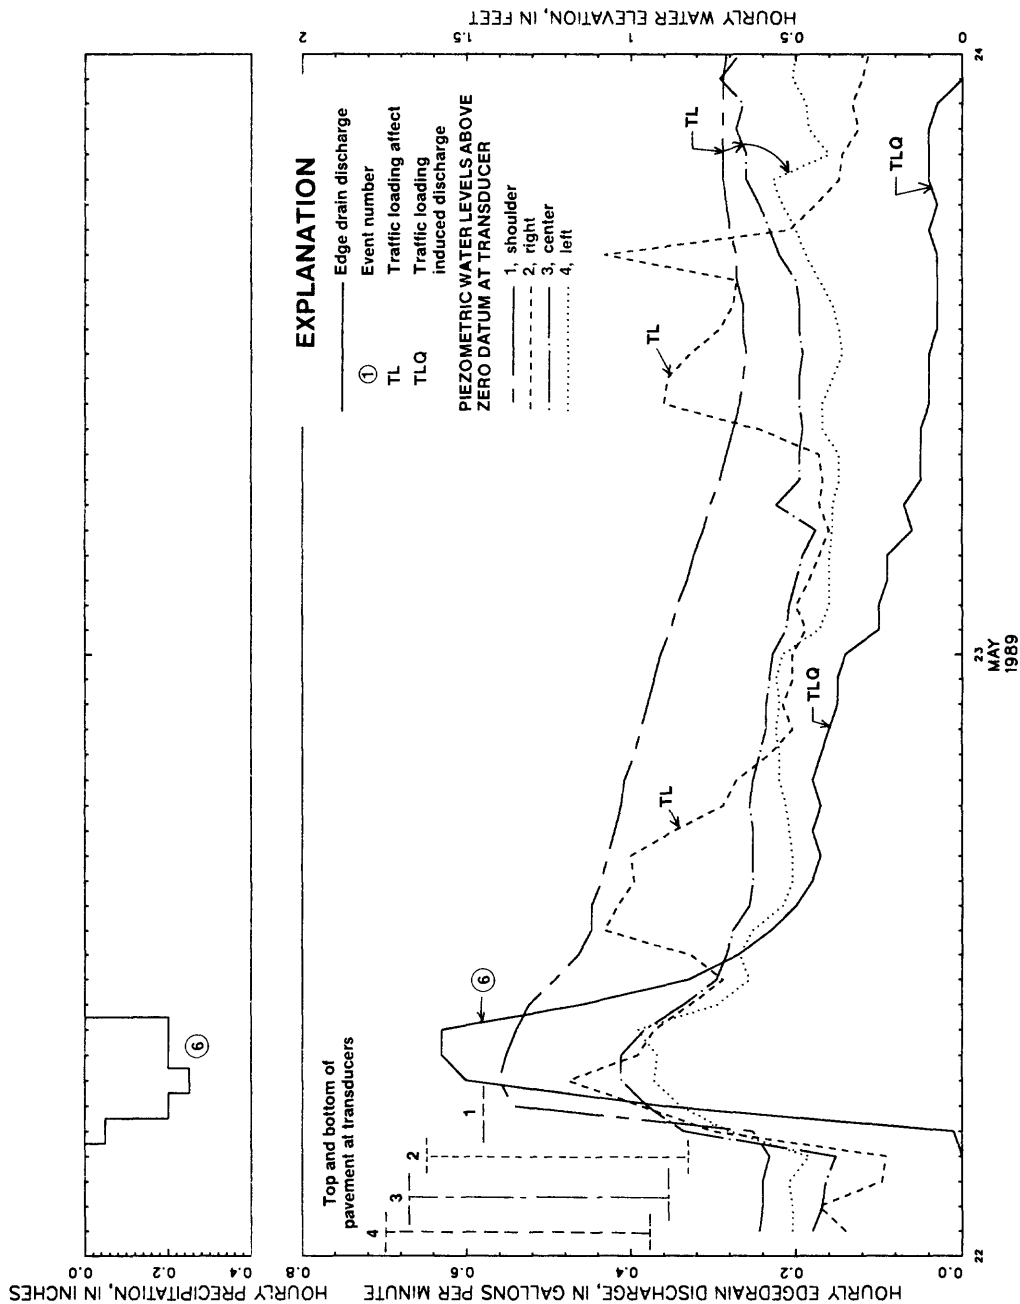 HOURLY PRECIPITATION, IN INCHES
0.0
0.2
0.4
6
HOURLY EDGEDRAIN DISCHARGE, IN GALLONS PER MINUTE
0.8
0.6
0.4
0.2
0.0
HOURLY WATER ELEVATION, IN FEET
2
1.5
1
0.5
0
EXPLANATION
Edge drain discharge
1 Event number
TL Traffic loading affect
TLQ Traffic loading
induced discharge
PIEZOMETRIC WATER LEVELS ABOVE
ZERO DATUM AT TRANSDUCER
1, shoulder
2, right
3, center
4, left
Top and bottom of
pavement at transducers
4
3
2
1
6
TL
TLQ
TL
TL
TLQ
22
23
24
MAY
1989